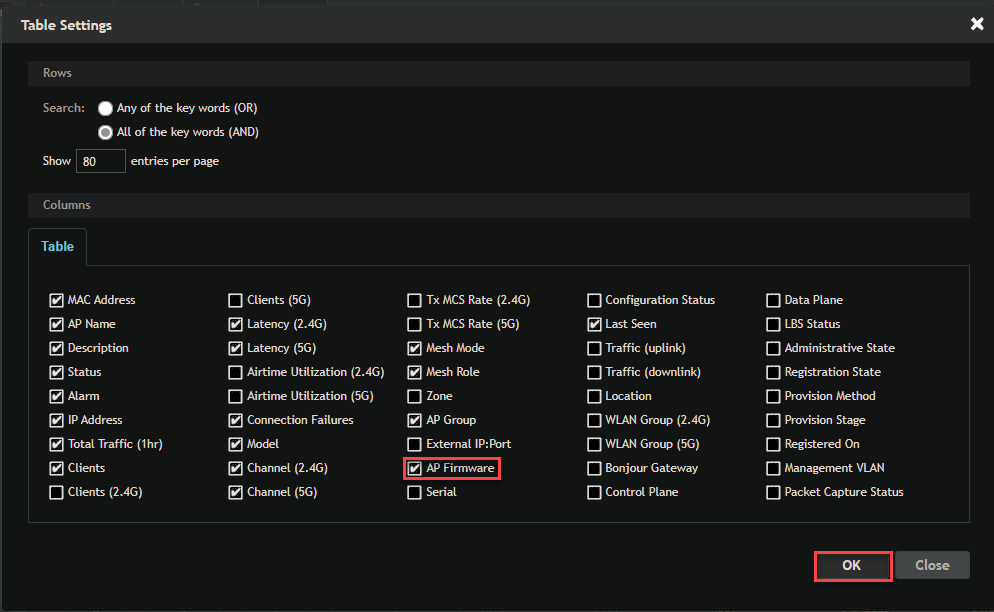 Table Settings
Rows
Search: Any of the key words (OR)
All of the key words (AND)
Show 80 entries per page
Columns
Table
MAC Address Clients (5G) Tx MCS Rate (2.4G) Configuration Status Data Plane
AP Name Latency (2.4G) Tx MCS Rate (5G) Last Seen LBS Status
Description Latency (5G) Mesh Mode Traffic (uplink) Administrative State
Status Airtime Utilization (2.4G) Mesh Role Traffic (downlink) Registration State
Alarm Airtime Utilization (5G) Zone Location Provision Method
IP Address Connection Failures AP Group WLAN Group (2.4G) Provision Stage
Total Traffic (1hr) Model External IP:Port WLAN Group (5G) Registered On
Clients Channel (2.4G) AP Firmware Bonjour Gateway Management VLAN
Clients (2.4G) Channel (5G) Serial Control Plane Packet Capture Status
OK Close